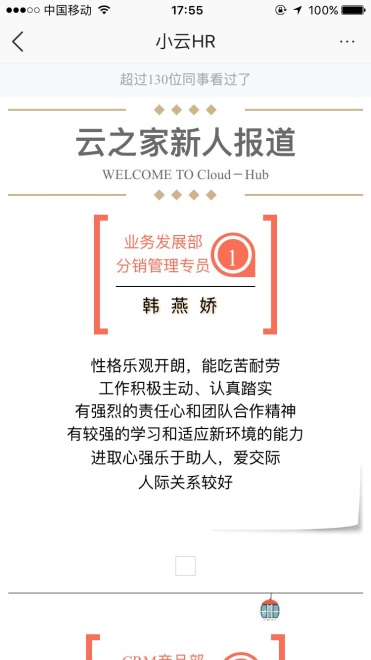 中国移动 17:55 100%
小云HR
超过130位同事看过了
云之家新人报道
WELCOME TO Cloud－Hub
业务发展部
分销管理专员
1
韩燕娇
性格乐观开朗，能吃苦耐劳
工作积极主动、认真踏实
有强烈的责任心和团队合作精神
有较强的学习和适应新环境的能力
进取心强乐于助人，爱交际
人际关系较好
CRM产品部